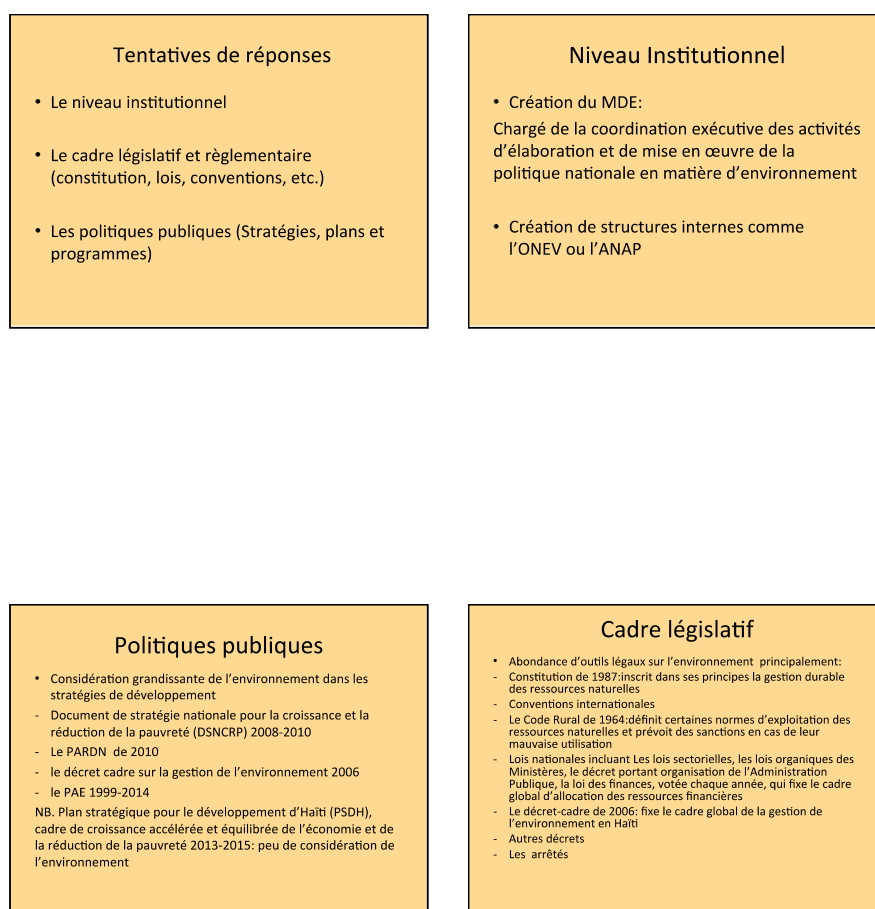 Tentatives de réponses
• Le niveau institutionnel
• Le cadre législatif et règlementaire
(constitution, lois, conventions, etc.)
• Les politiques publiques (Stratégies, plans et
programmes)
Niveau Institutionnel
• Création du MDE:
Chargé de la coordination exécutive des activités
d’élaboration et de mise en œuvre de la
politique nationale en matière d’environnement
• Création de structures internes comme
l’ONEV ou l’ANAP
Politiques publiques
• Considération grandissante de l’environnement dans les
stratégies de développement
- Document de stratégie nationale pour la croissance et la
réduction de la pauvreté (DSNCRP) 2008-2010
- Le PARDN de 2010
- le décret cadre sur la gestion de l’environnement 2006
- le PAE 1999-2014
NB. Plan stratégique pour le développement d’Haïti (PSDH),
cadre de croissance accélérée et équilibrée de l’économie et de
la réduction de la pauvreté 2013-2015: peu de considération de
l’environnement
Cadre législatif
• Abondance d’outils légaux sur l’environnement principalement:
- Constitution de 1987:inscrit dans ses principes la gestion durable
des ressources naturelles
- Conventions internationales
- Le Code Rural de 1964:définit certaines normes d’exploitation des
ressources naturelles et prévoit des sanctions en cas de leur
mauvaise utilisation
- Lois nationales incluant Les lois sectorielles, les lois organiques des
Ministères, le décret portant organisation de l’Administration
Publique, la loi des finances, votée chaque année, qui fixe le cadre
global d’allocation des ressources financières
- Le décret-cadre de 2006: fixe le cadre global de la gestion de
l’environnement en Haïti
- Autres décrets
- Les arrêtés